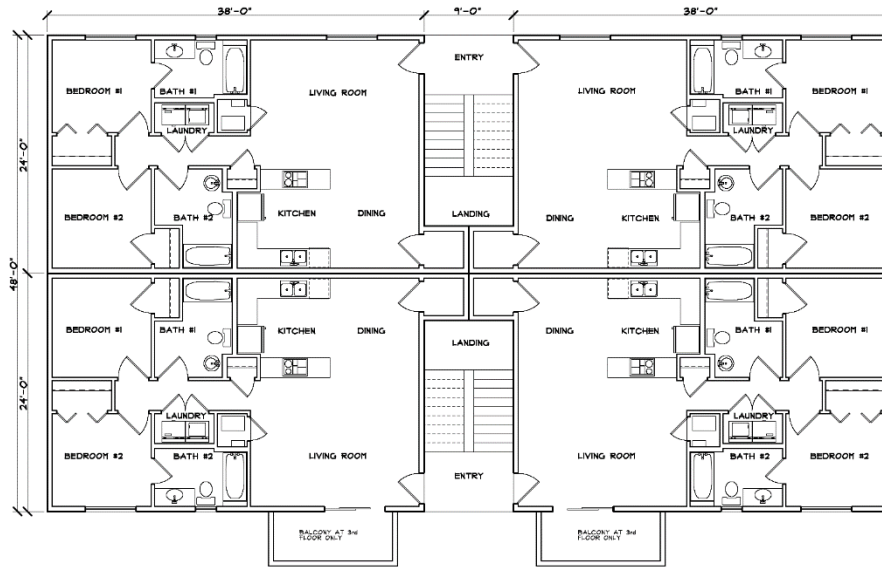 38'-0" 9'-0" 38'-0"
ENTRY
BEDROOM #1 BATH #1 LIVING ROOM LIVING ROOM BATH #1 BEDROOM #1
LAUNDRY LAUNDRY
24'-0"
BEDROOM #2 BATH #2 KITCHEN DINING LANDING DINING KITCHEN BATH #2 BEDROOM #2
48'-0"
BEDROOM #1 BATH #1 KITCHEN DINING LANDING DINING KITCHEN BATH #1 BEDROOM #1
24'-0"
LAUNDRY LAUNDRY
BEDROOM #2 BATH #2 LIVING ROOM LIVING ROOM BATH #2 BEDROOM #2
ENTRY
BALCONY AT 3rd BALCONY AT 3rd
FLOOR ONLY FLOOR ONLY